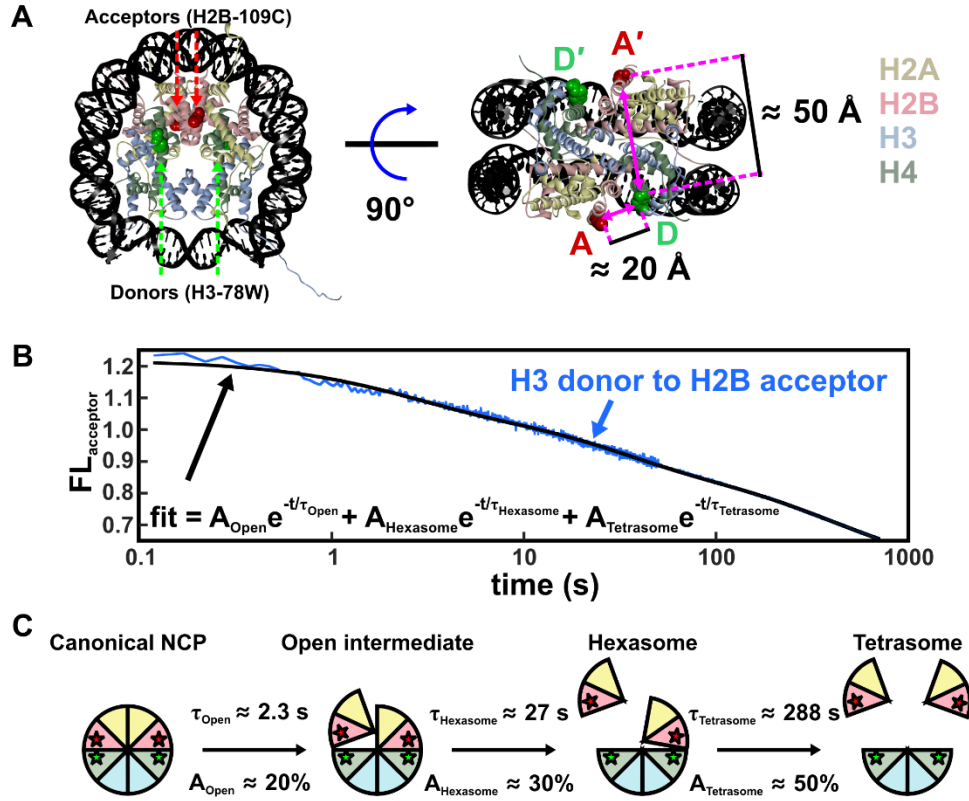 A
Acceptors (H2B-109C)
Donors (H3-78W)
90°
D′
A′
≈ 50 Å
A
D
≈ 20 Å
H2A
H2B
H3
H4
B
FLacceptor
1.2
1.1
1.0
0.9
0.8
0.7
H3 donor to H2B acceptor
fit = AOpene-t/τOpen + AHexasomee-t/τHexasome + ATetrasomee-t/τTetrasome
0.1
1
10
100
1000
time (s)
C
Canonical NCP
Open intermediate
Hexasome
Tetrasome
τOpen ≈ 2.3 s
τHexasome ≈ 27 s
τTetrasome ≈ 288 s
AOpen ≈ 20%
AHexasome ≈ 30%
ATetrasome ≈ 50%